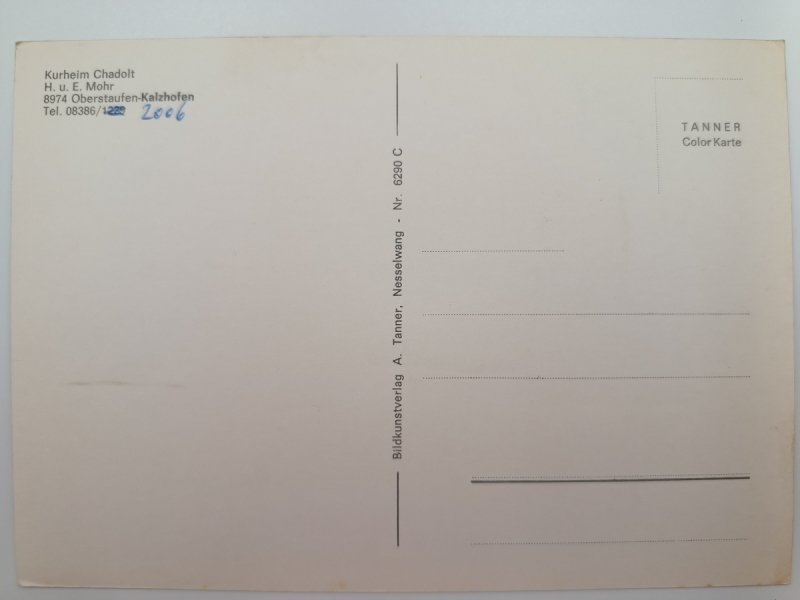 Kurheim Chadolt
H. u. E. Mohr
8974 Oberstaufen-Kalzhofen
Tel. 08386/ 2006
Bildkunstverlag A. Tanner, Nesselwang - Nr. 6290 C
TANNER
Color Karte